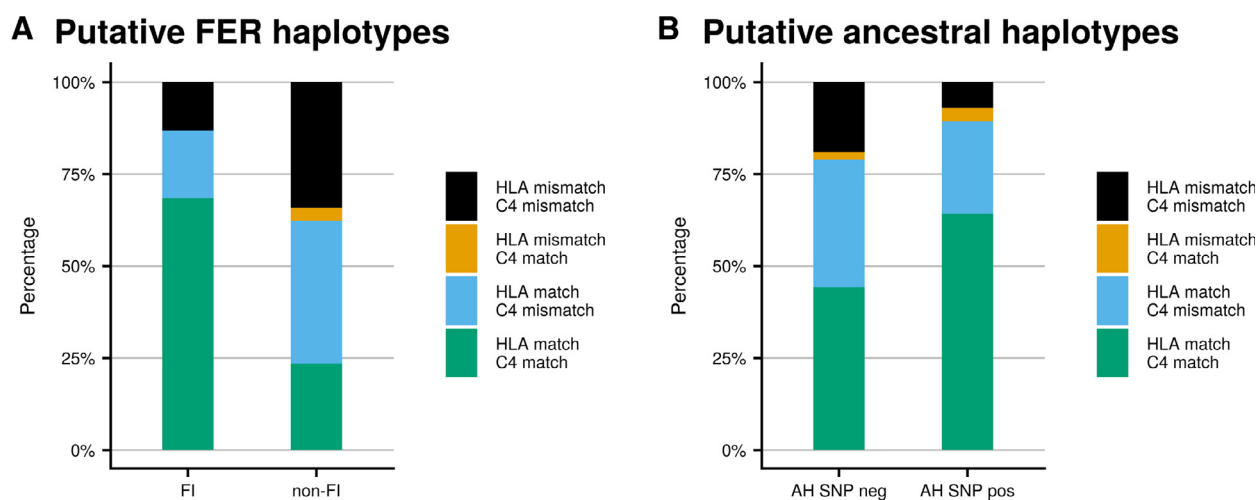 A Putative FER haplotypes
100%
75%
50%
25%
0%
Percentage
FI non-FI
HLA mismatch
C4 mismatch
HLA mismatch
C4 match
HLA match
C4 mismatch
HLA match
C4 match
B Putative ancestral haplotypes
100%
75%
50%
25%
0%
Percentage
AH SNP neg AH SNP pos
HLA mismatch
C4 mismatch
HLA mismatch
C4 match
HLA match
C4 mismatch
HLA match
C4 match